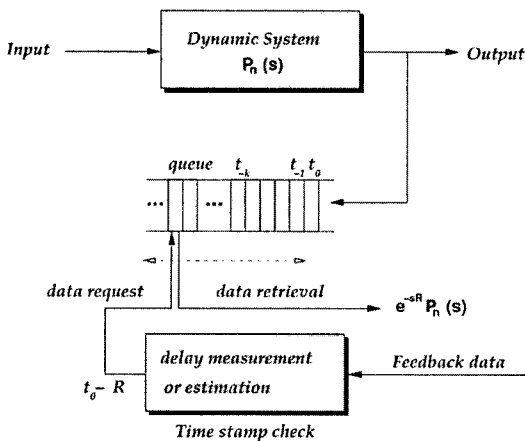 Dynamic System
Input
Pn (s)
Output
queue t-k t-1 t0
... ...
data request data retrieval
e^-sR Pn (s)
delay measurement
or estimation
Feedback data
t0 – R
Time stamp check